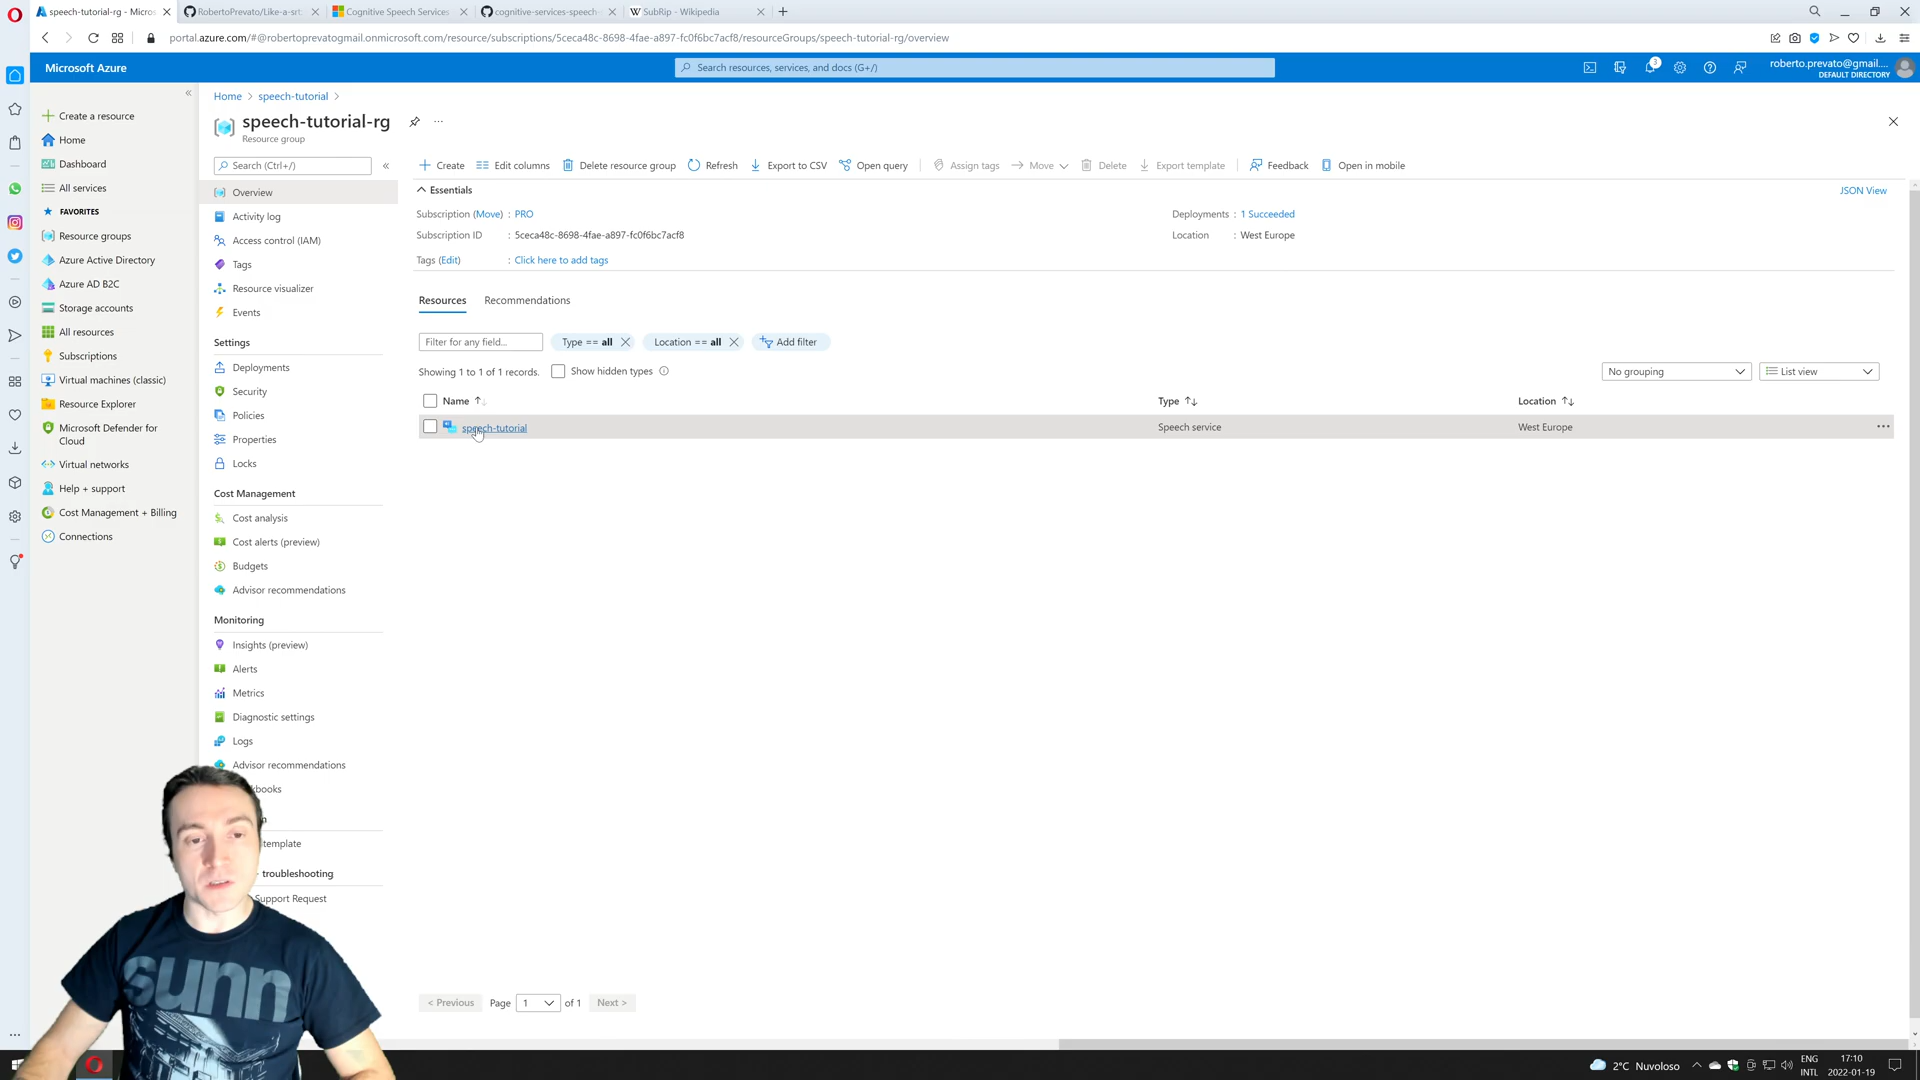 speech-tutorial-rg - Micros
RobertoPrevato/Like-a-srt
Cognitive Speech Services
cognitive-services-speech-
SubRip - Wikipedia
portal.azure.com/#@robertoprevatogmail.onmicrosoft.com/resource/subscriptions/5ceca48c-8698-4fae-a897-fc0f6bc7acf8/resourceGroups/speech-tutorial-rg/overview
Microsoft Azure
Search resources, services, and docs (G+/)
3
roberto.prevato@gmail....
DEFAULT DIRECTORY
Create a resource
Home
Dashboard
All services
FAVORITES
Resource groups
Azure Active Directory
Azure AD B2C
Storage accounts
All resources
Subscriptions
Virtual machines (classic)
Resource Explorer
Microsoft Defender for
Cloud
Virtual networks
Help + support
Cost Management + Billing
Connections
Home > speech-tutorial >
speech-tutorial-rg
Resource group
Search (Ctrl+/)
Overview
Activity log
Access control (IAM)
Tags
Resource visualizer
Events
Settings
Deployments
Security
Policies
Properties
Locks
Cost Management
Cost analysis
Cost alerts (preview)
Budgets
Advisor recommendations
Monitoring
Insights (preview)
Alerts
Metrics
Diagnostic settings
Logs
Advisor recommendations
kbooks
n
template
troubleshooting
Support Request
Create
Edit columns
Delete resource group
Refresh
Export to CSV
Open query
Assign tags
Move
Delete
Export template
Feedback
Open in mobile
Essentials
JSON View
Subscription (Move) : PRO
Deployments : 1 Succeeded
Subscription ID : 5ceca48c-8698-4fae-a897-fc0f6bc7acf8
Location : West Europe
Tags (Edit) : Click here to add tags
Resources
Recommendations
Filter for any field...
Type == all
Location == all
Add filter
Showing 1 to 1 of 1 records.
Show hidden types
No grouping
List view
Name
Type
Location
speech-tutorial
Speech service
West Europe
< Previous
Page
1
of 1
Next >
sunn
2°C Nuvoloso
ENG
INTL
17:10
2022-01-19